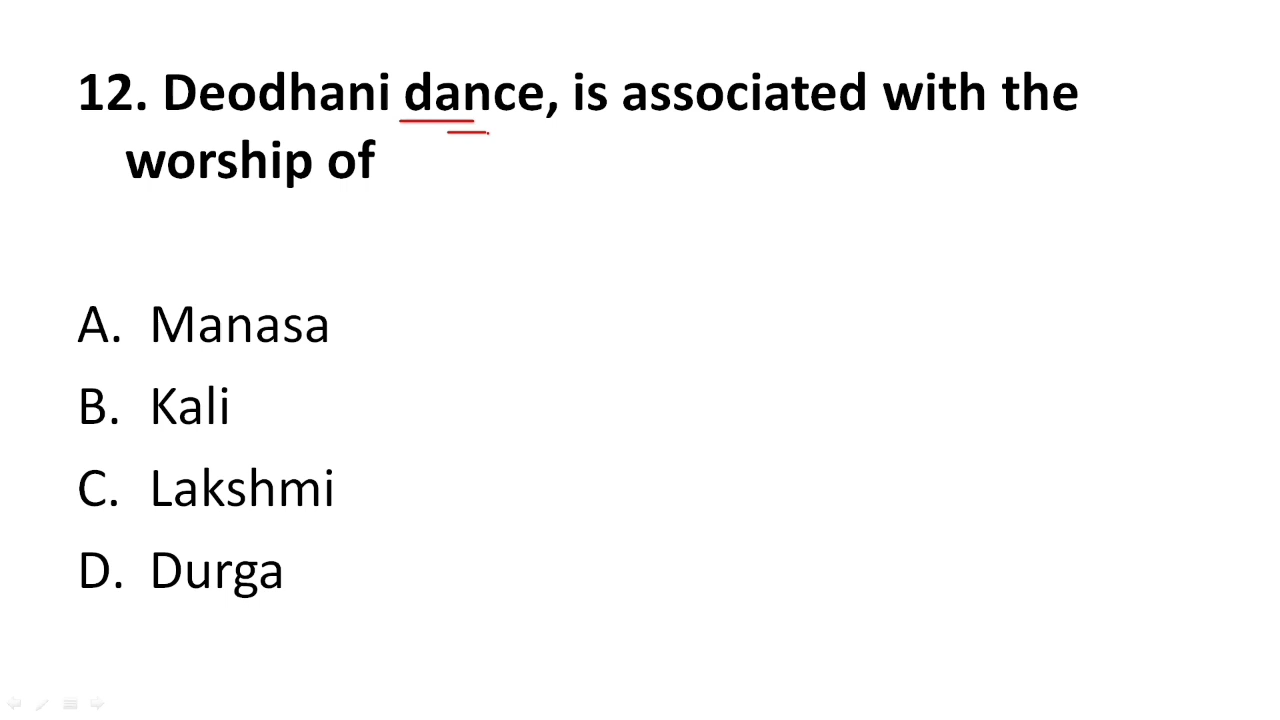 12. Deodhani dance, is associated with the
worship of
A. Manasa
B. Kali
C. Lakshmi
D. Durga